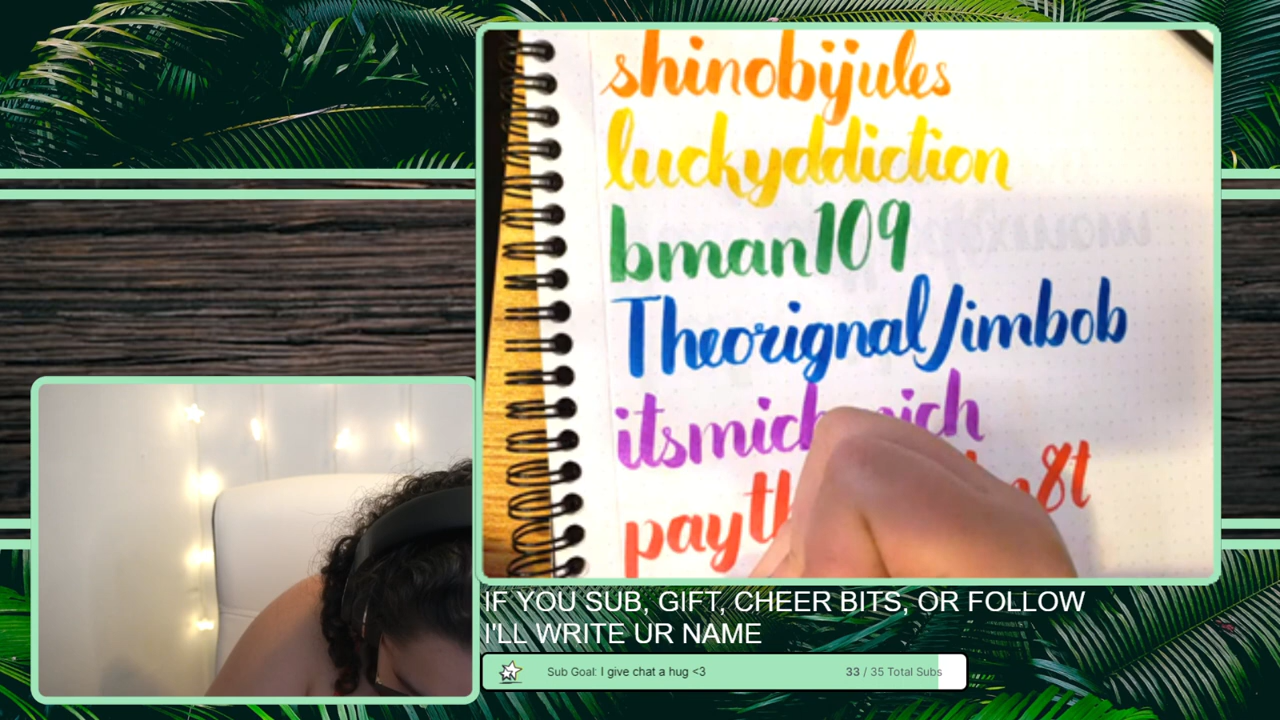 shinobijules
luckyddiction
bman109
TheorignalJimbob
IF YOU SUB, GIFT, CHEER BITS, OR FOLLOW
I'LL WRITE UR NAME
Sub Goal: I give chat a hug <3
33 / 35 Total Subs